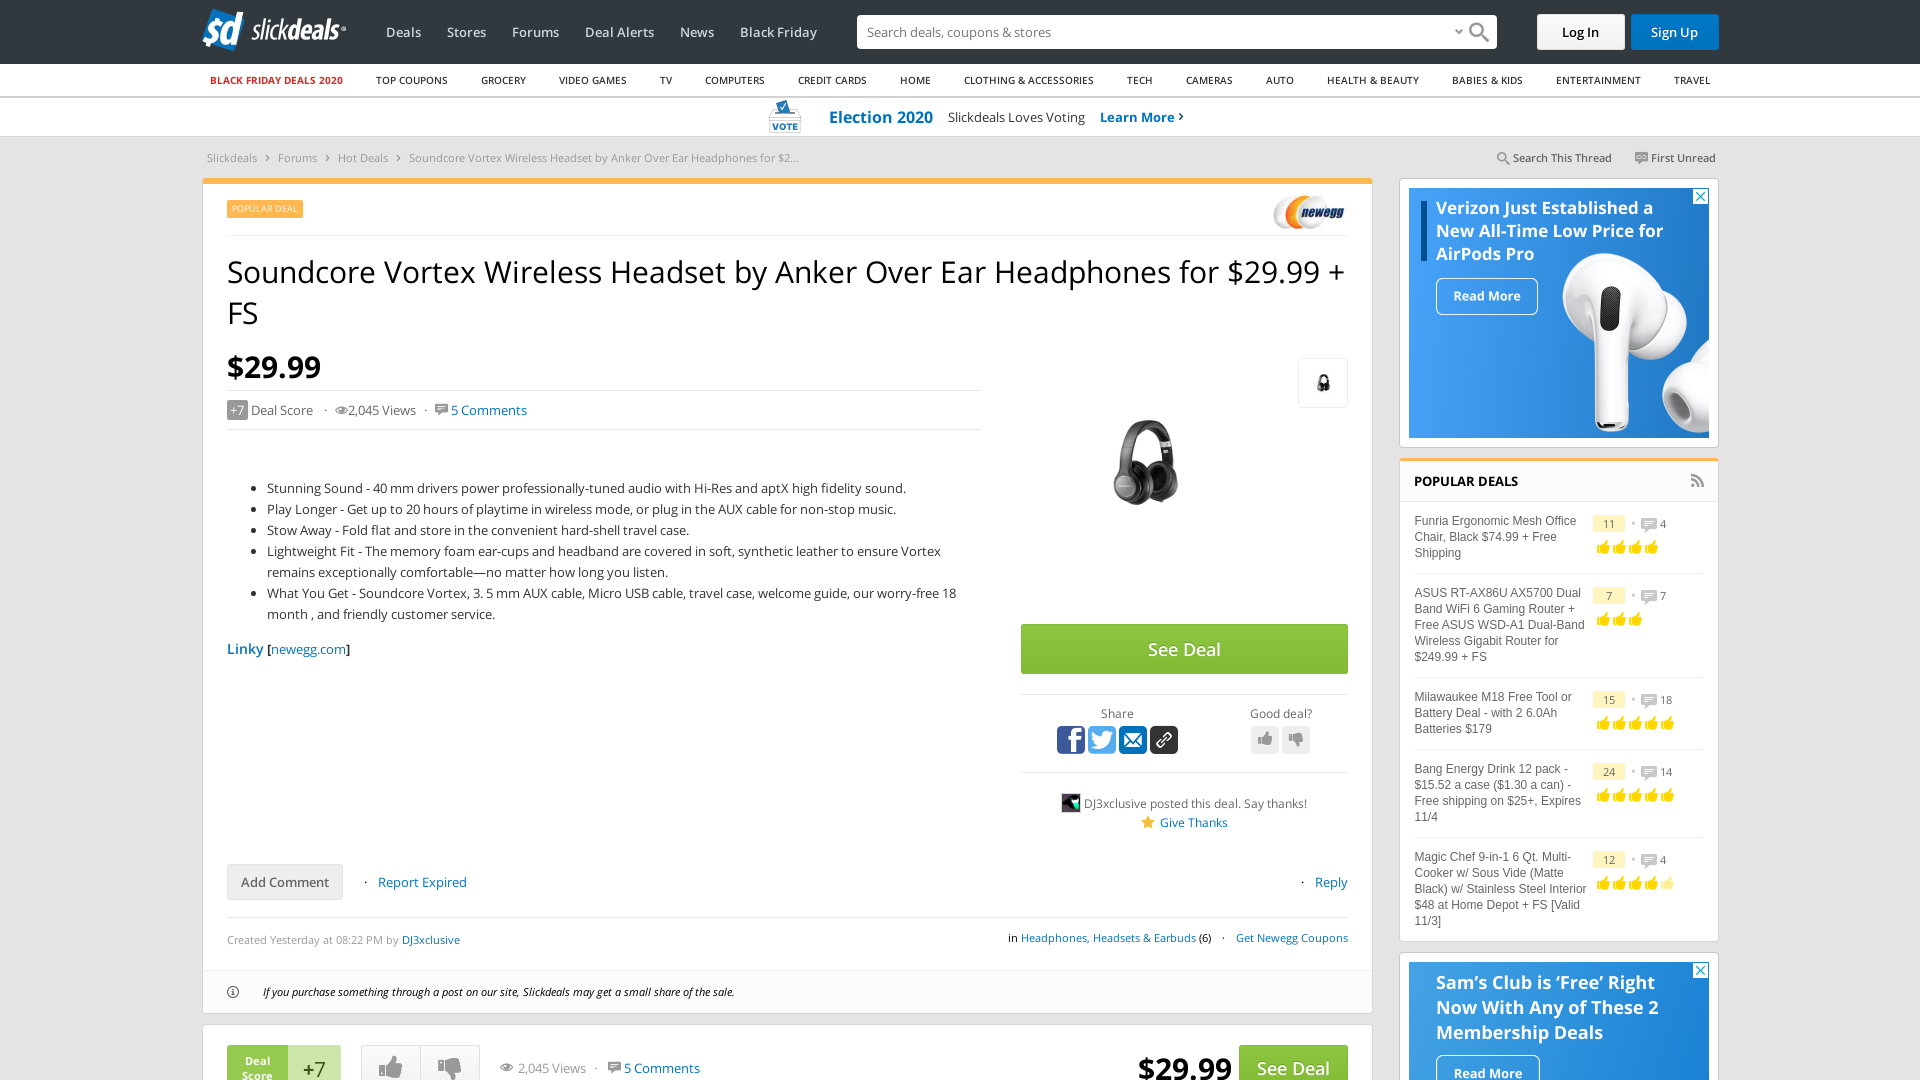 sd slickdeals
Deals
Stores
Forums
Deal Alerts
News
Black Friday
Search deals, coupons & stores
Log In
Sign Up
BLACK FRIDAY DEALS 2020
TOP COUPONS
GROCERY
VIDEO GAMES
TV
COMPUTERS
CREDIT CARDS
HOME
CLOTHING & ACCESSORIES
TECH
CAMERAS
AUTO
HEALTH & BEAUTY
BABIES & KIDS
ENTERTAINMENT
TRAVEL
VOTE
Election 2020 Slickdeals Loves Voting Learn More
Slickdeals › Forums › Hot Deals › Soundcore Vortex Wireless Headset by Anker Over Ear Headphones for $2...
Search This Thread
First Unread
POPULAR DEAL
newegg
Soundcore Vortex Wireless Headset by Anker Over Ear Headphones for $29.99 +
FS
$29.99
+7 Deal Score · 2,045 Views · 5 Comments
• Stunning Sound - 40 mm drivers power professionally-tuned audio with Hi-Res and aptX high fidelity sound.
• Play Longer - Get up to 20 hours of playtime in wireless mode, or plug in the AUX cable for non-stop music.
• Stow Away - Fold flat and store in the convenient hard-shell travel case.
• Lightweight Fit - The memory foam ear-cups and headband are covered in soft, synthetic leather to ensure Vortex
remains exceptionally comfortable—no matter how long you listen.
• What You Get - Soundcore Vortex, 3. 5 mm AUX cable, Micro USB cable, travel case, welcome guide, our worry-free 18
month , and friendly customer service.
Linky [newegg.com]
See Deal
Share
Good deal?
DJ3xclusive posted this deal. Say thanks!
Give Thanks
Add Comment · Report Expired
· Reply
Created Yesterday at 08:22 PM by DJ3xclusive
in Headphones, Headsets & Earbuds (6) · Get Newegg Coupons
If you purchase something through a post on our site, Slickdeals may get a small share of the sale.
Deal
Score
+7
2,045 Views · 5 Comments
$29.99
See Deal
Verizon Just Established a
New All-Time Low Price for
AirPods Pro
Read More
POPULAR DEALS
Funria Ergonomic Mesh Office
Chair, Black $74.99 + Free
Shipping
11 • 4
ASUS RT-AX86U AX5700 Dual
Band WiFi 6 Gaming Router +
Free ASUS WSD-A1 Dual-Band
Wireless Gigabit Router for
$249.99 + FS
7 • 7
Milawaukee M18 Free Tool or
Battery Deal - with 2 6.0Ah
Batteries $179
15 • 18
Bang Energy Drink 12 pack -
$15.52 a case ($1.30 a can) -
Free shipping on $25+, Expires
11/4
24 • 14
Magic Chef 9-in-1 6 Qt. Multi-
Cooker w/ Sous Vide (Matte
Black) w/ Stainless Steel Interior
$48 at Home Depot + FS [Valid
11/3]
12 • 4
Sam’s Club is ‘Free’ Right
Now With Any of These 2
Membership Deals
Read More